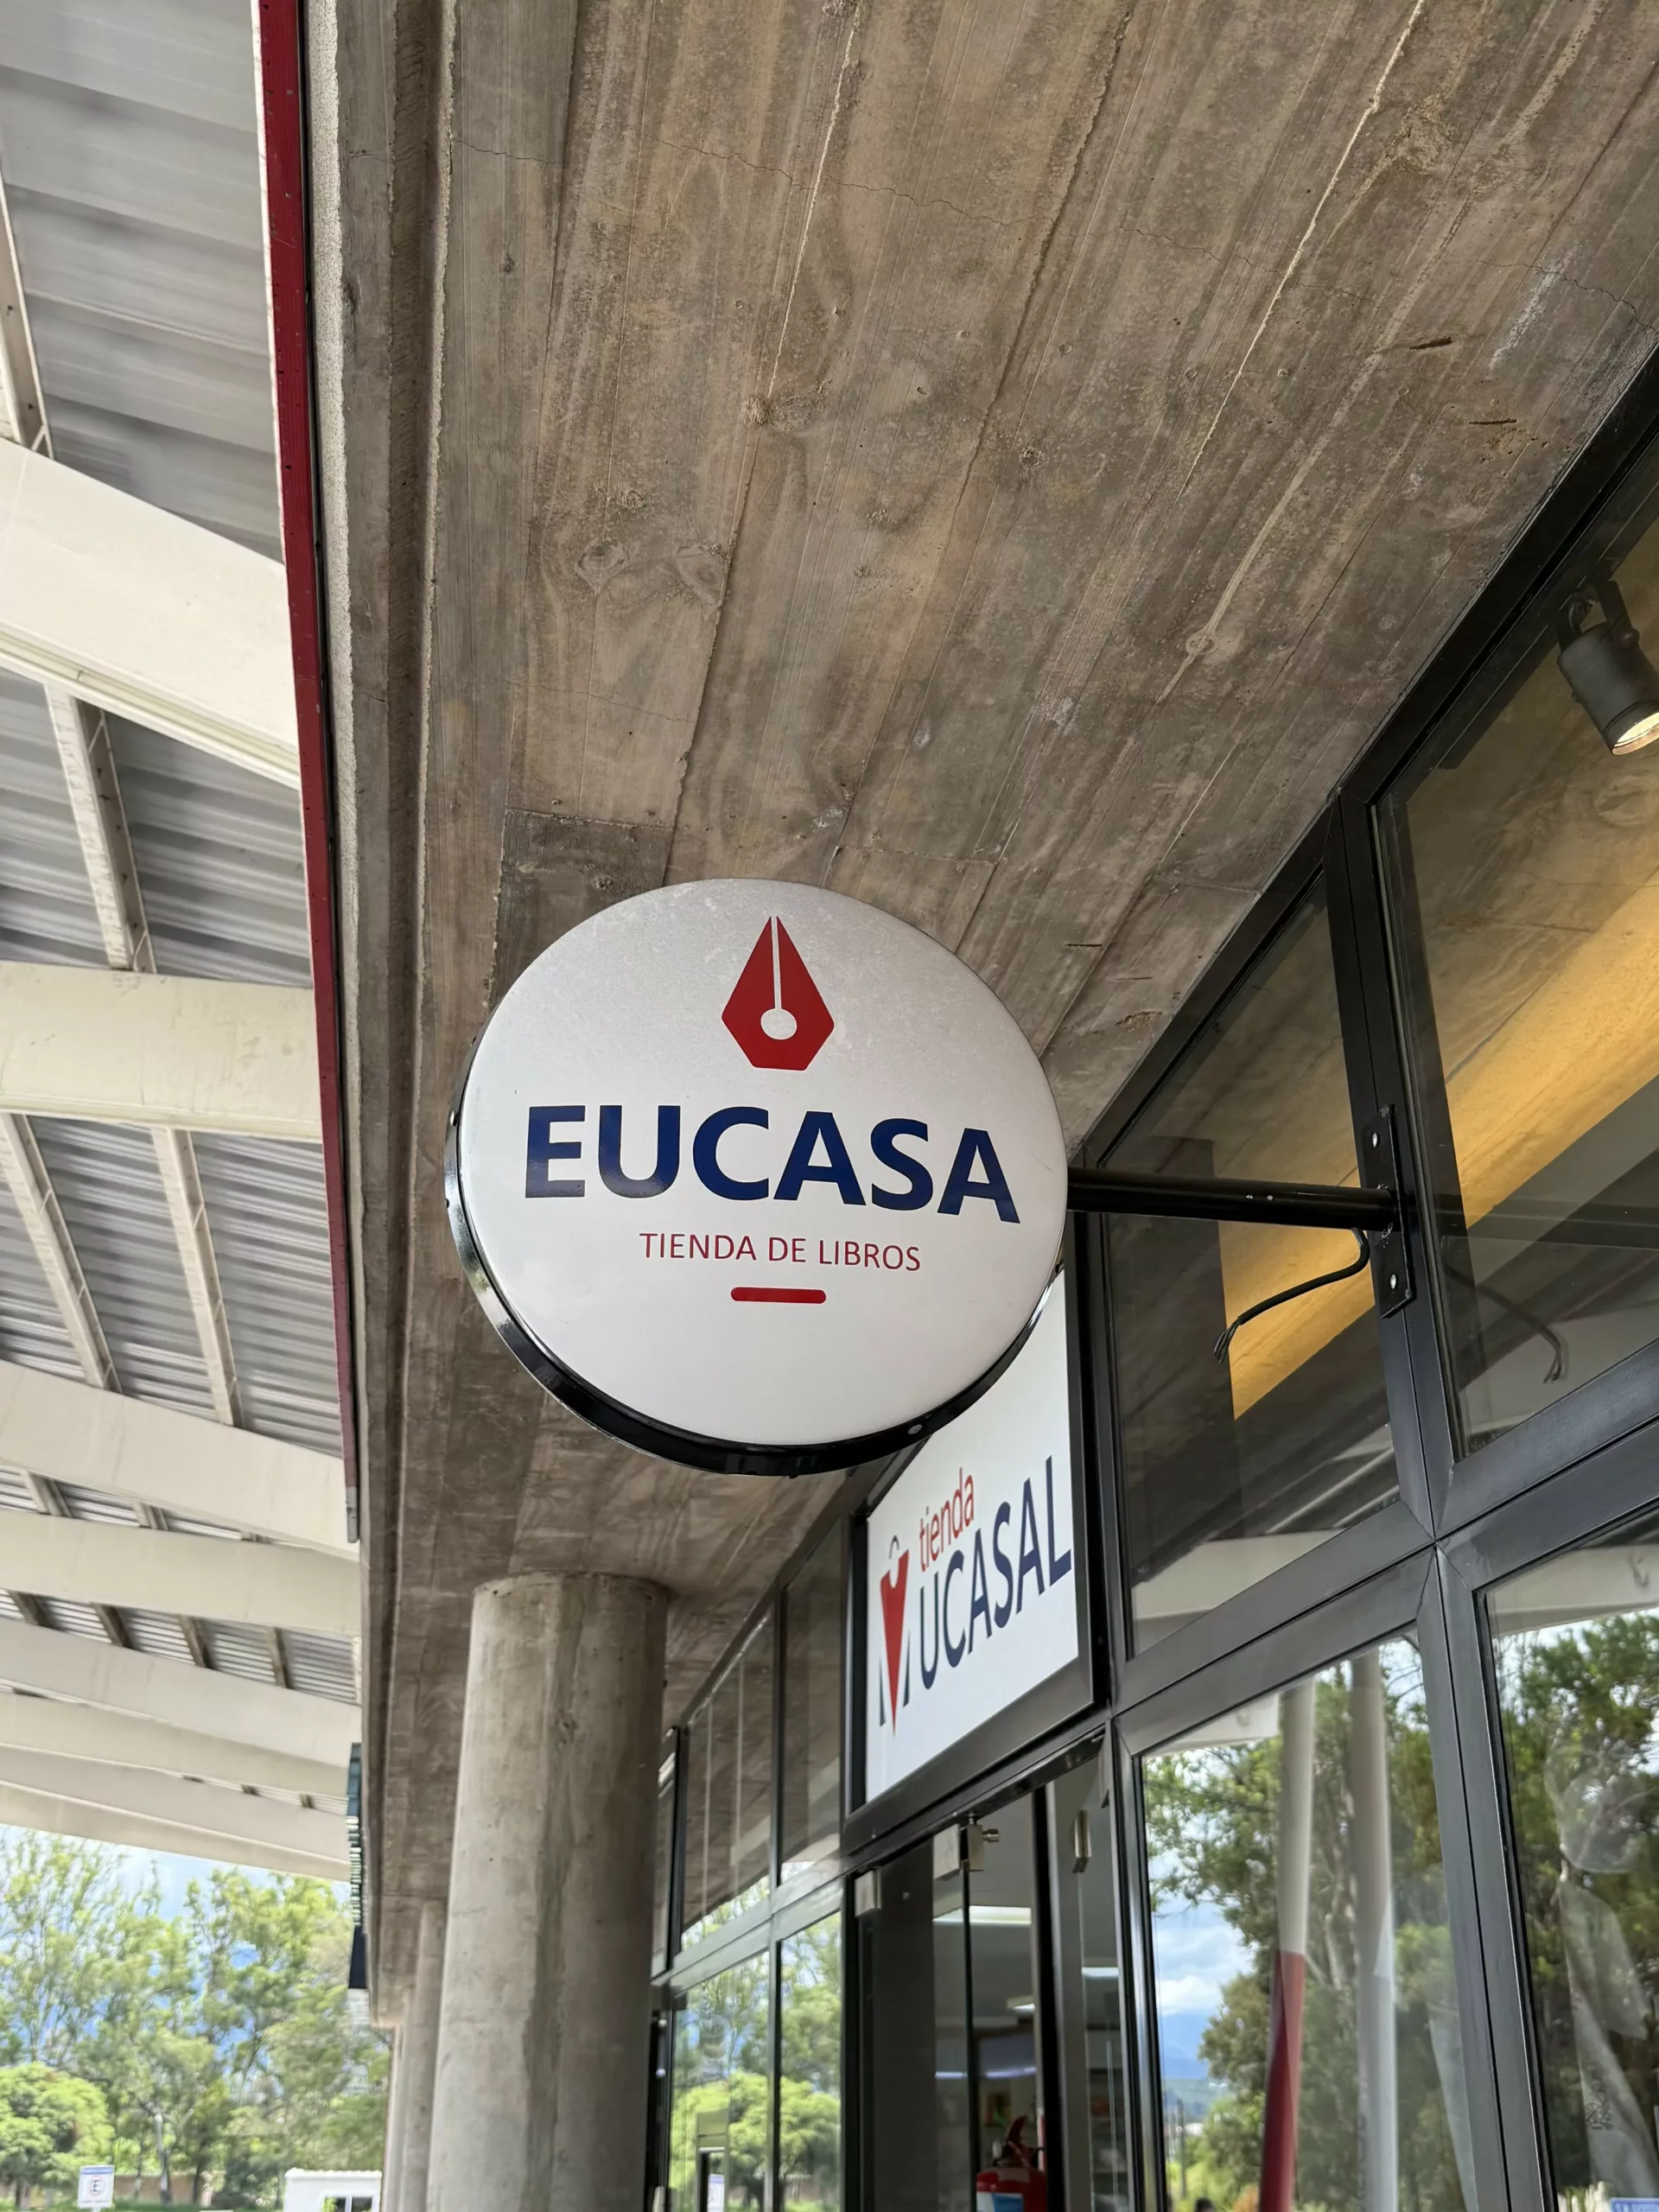 EUCASA
TIENDA DE LIBROS
tienda
UCASAL